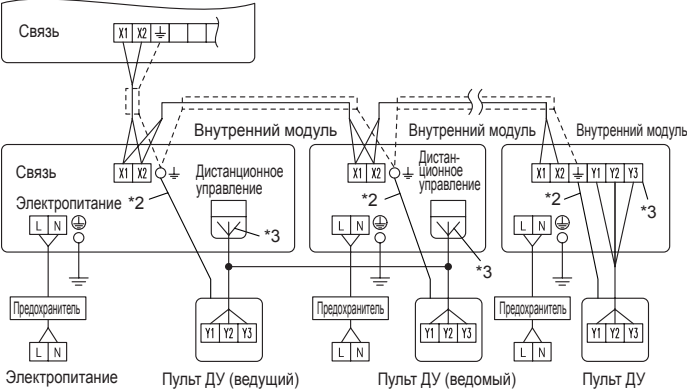 Связь
X1 X2
Внутренний модуль
Внутренний модуль
Внутренний модуль
Связь
X1 X2
Дистанционное
управление
X1 X2
Дистан-
ционное
управление
X1 X2 Y1 Y2 Y3
Электропитание
*2
*2
*2
*3
L N
*3
L N
*3
L N
Предохранитель
Предохранитель
Предохранитель
Y1 Y2 Y3
Y1 Y2 Y3
Y1 Y2 Y3
L N
L N
L N
Электропитание
Пульт ДУ (ведущий)
Пульт ДУ (ведомый)
Пульт ДУ